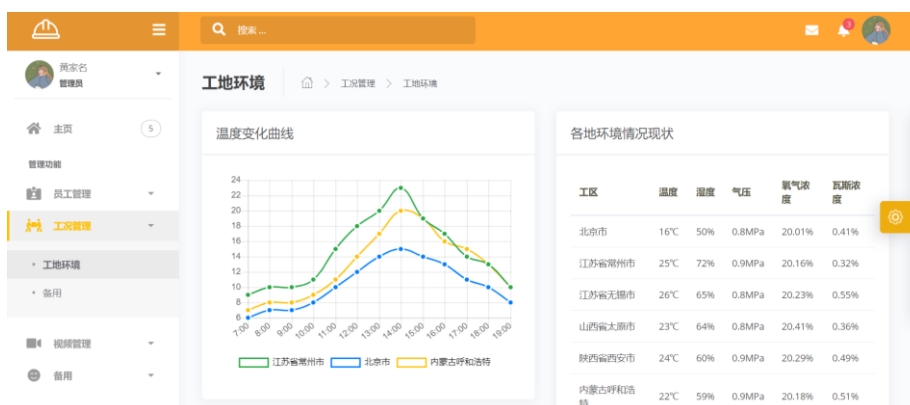 搜索 ...
3
黄家名
管理员
主页
5
管理功能
员工管理
工况管理
工地环境
备用
视频管理
备用
工地环境
工况管理 > 工地环境
温度变化曲线
24
22
20
18
16
14
12
10
8
6
7:00 8:00 9:00 10:00 11:00 12:00 13:00 14:00 15:00 16:00 17:00 18:00 19:00
江苏省常州市 北京市 内蒙古呼和浩特
各地环境情况现状
工区 温度 湿度 气压 氧气浓度 瓦斯浓度
北京市 16℃ 50% 0.8MPa 20.01% 0.41%
江苏省常州市 25℃ 72% 0.9MPa 20.16% 0.32%
江苏省无锡市 26℃ 65% 0.8MPa 20.23% 0.55%
山西省太原市 23℃ 64% 0.8MPa 20.41% 0.36%
陕西省西安市 24℃ 60% 0.9MPa 20.29% 0.49%
内蒙古呼和浩特 22℃ 59% 0.9MPa 20.18% 0.51%